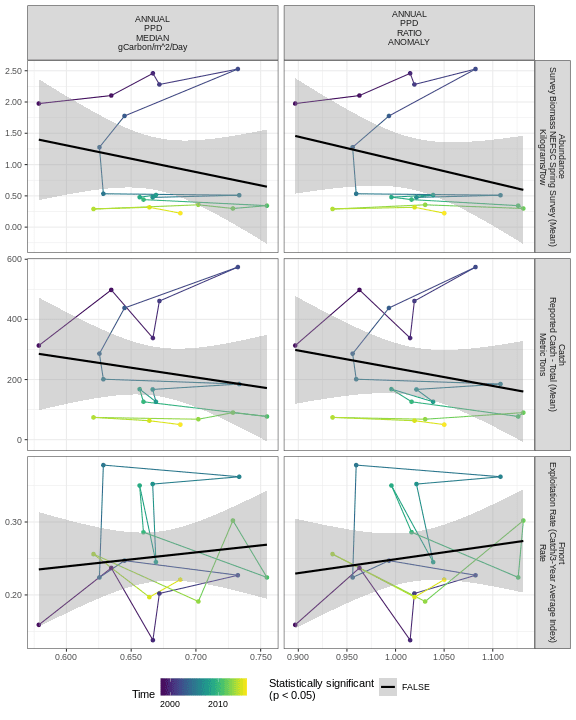 ANNUAL
PPD
MEDIAN
gCarbon/m^2/Day
ANNUAL
PPD
RATIO
ANOMALY
2.50
2.00
1.50
1.00
0.50
0.00
Abundance
Survey Biomass NEFSC Spring Survey (Mean)
Kilograms/Tow
600
400
200
0
Catch
Reported Catch - Total (Mean)
Metric Tons
0.30
0.20
Fmort
Exploitation Rate (Catch/3-Year Average Index)
Rate
0.600
0.650
0.700
0.750
0.900
0.950
1.000
1.050
1.100
Time
2000
2010
Statistically significant
(p < 0.05)
FALSE